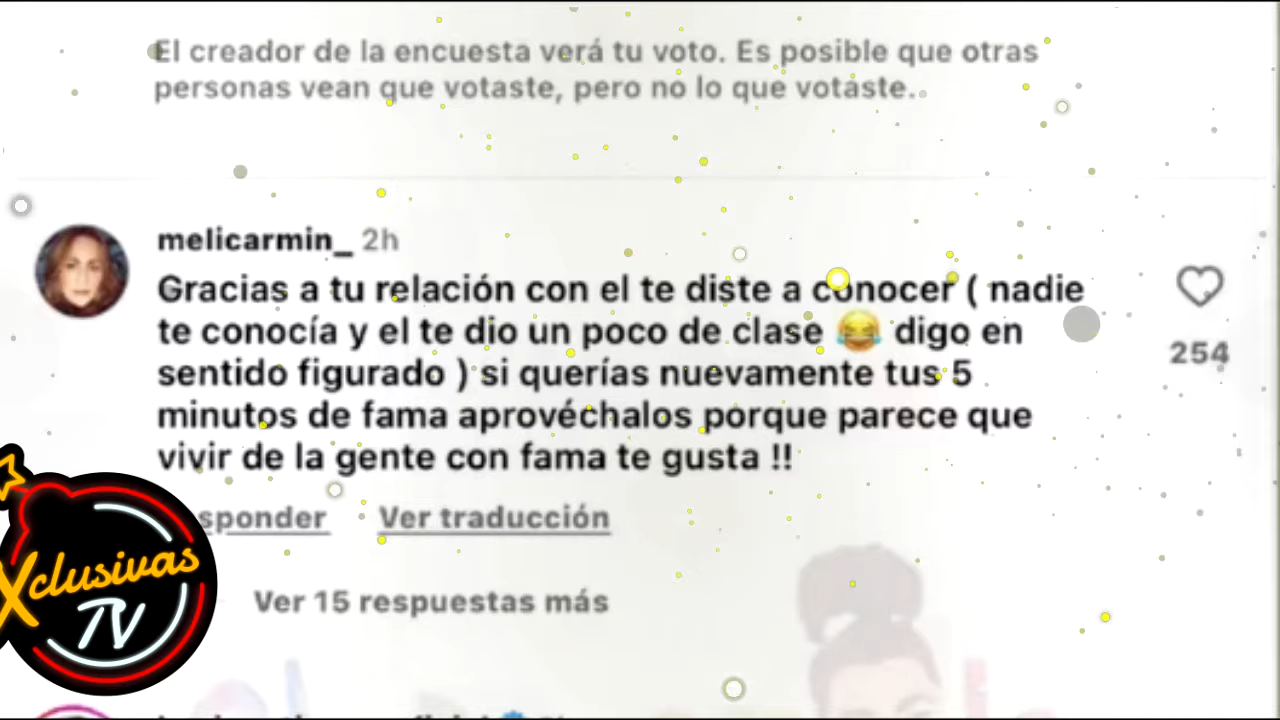 El creador de la encuesta verá tu voto. Es posible que otras
personas vean que votaste, pero no lo que votaste.
melicarmin_ 2h
Gracias a tu relación con el te diste a conocer ( nadie
te conocía y el te dio un poco de clase 😂 digo en
sentido figurado ) si querías nuevamente tus 5
minutos de fama aprovéchalos porque parece que
vivir de la gente con fama te gusta !!
254
sponder Ver traducción
Xclusivas
TV
Ver 15 respuestas más